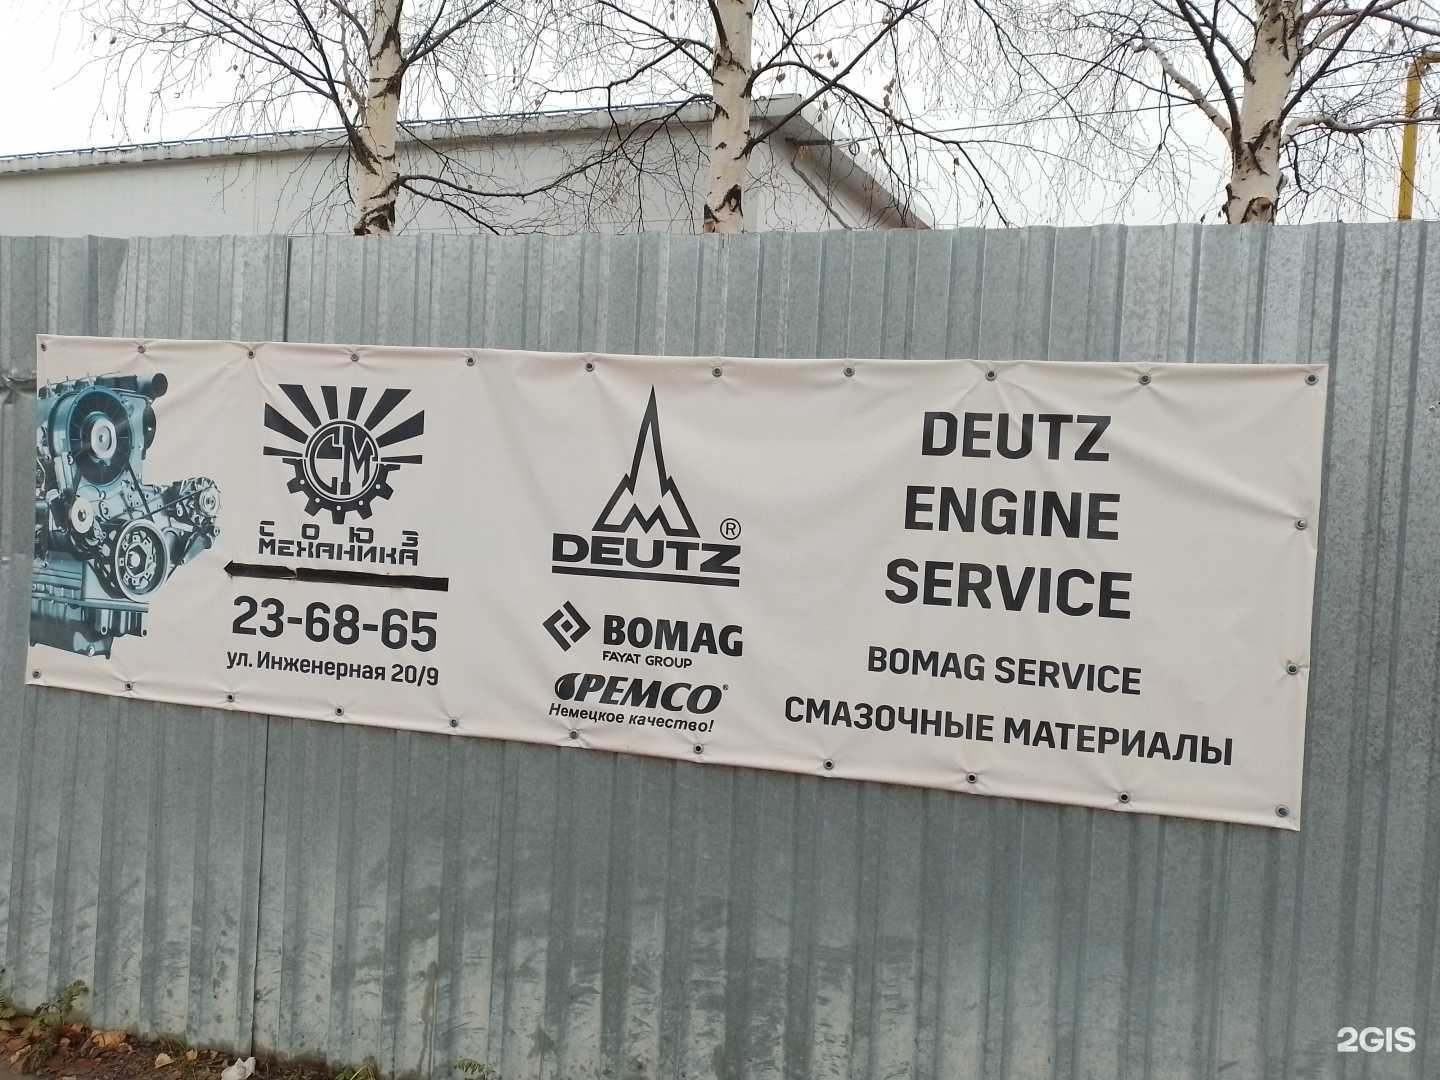 СМ
СОЮЗ
МЕХАНИКА
23-68-65
ул. Инженерная 20/9
DEUTZ®
BOMAG
FAYAT GROUP
PEMCO®
Немецкое качество!
DEUTZ
ENGINE
SERVICE
BOMAG SERVICE
СМАЗОЧНЫЕ МАТЕРИАЛЫ
2GIS